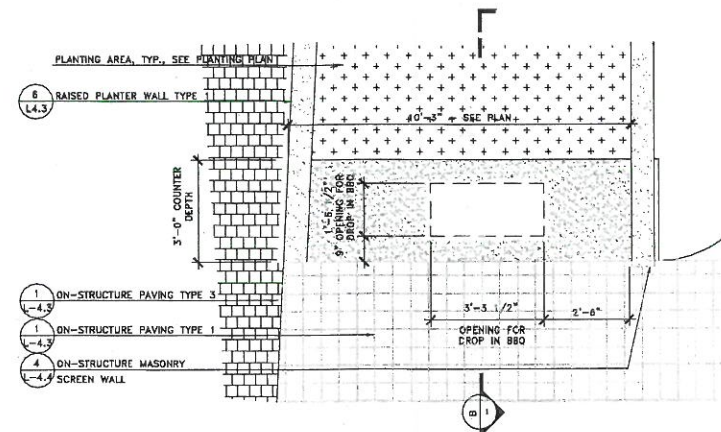 PLANTING AREA, TYP., SEE PLANTING PLAN
6
L4.3
RAISED PLANTER WALL TYPE
10'-3" - SEE PLAN
3'-0" COUNTER
DEPTH
9"
1'-6 1/2"
OPENING FOR
DROP IN BBQ
1
L-4.3
ON-STRUCTURE PAVING TYPE 3
1
L-4.3
ON-STRUCTURE PAVING TYPE 1
4
L-4.4
ON-STRUCTURE MASONRY
SCREEN WALL
3'-3 1/2"
2'-6"
OPENING FOR
DROP IN BBQ
B
1